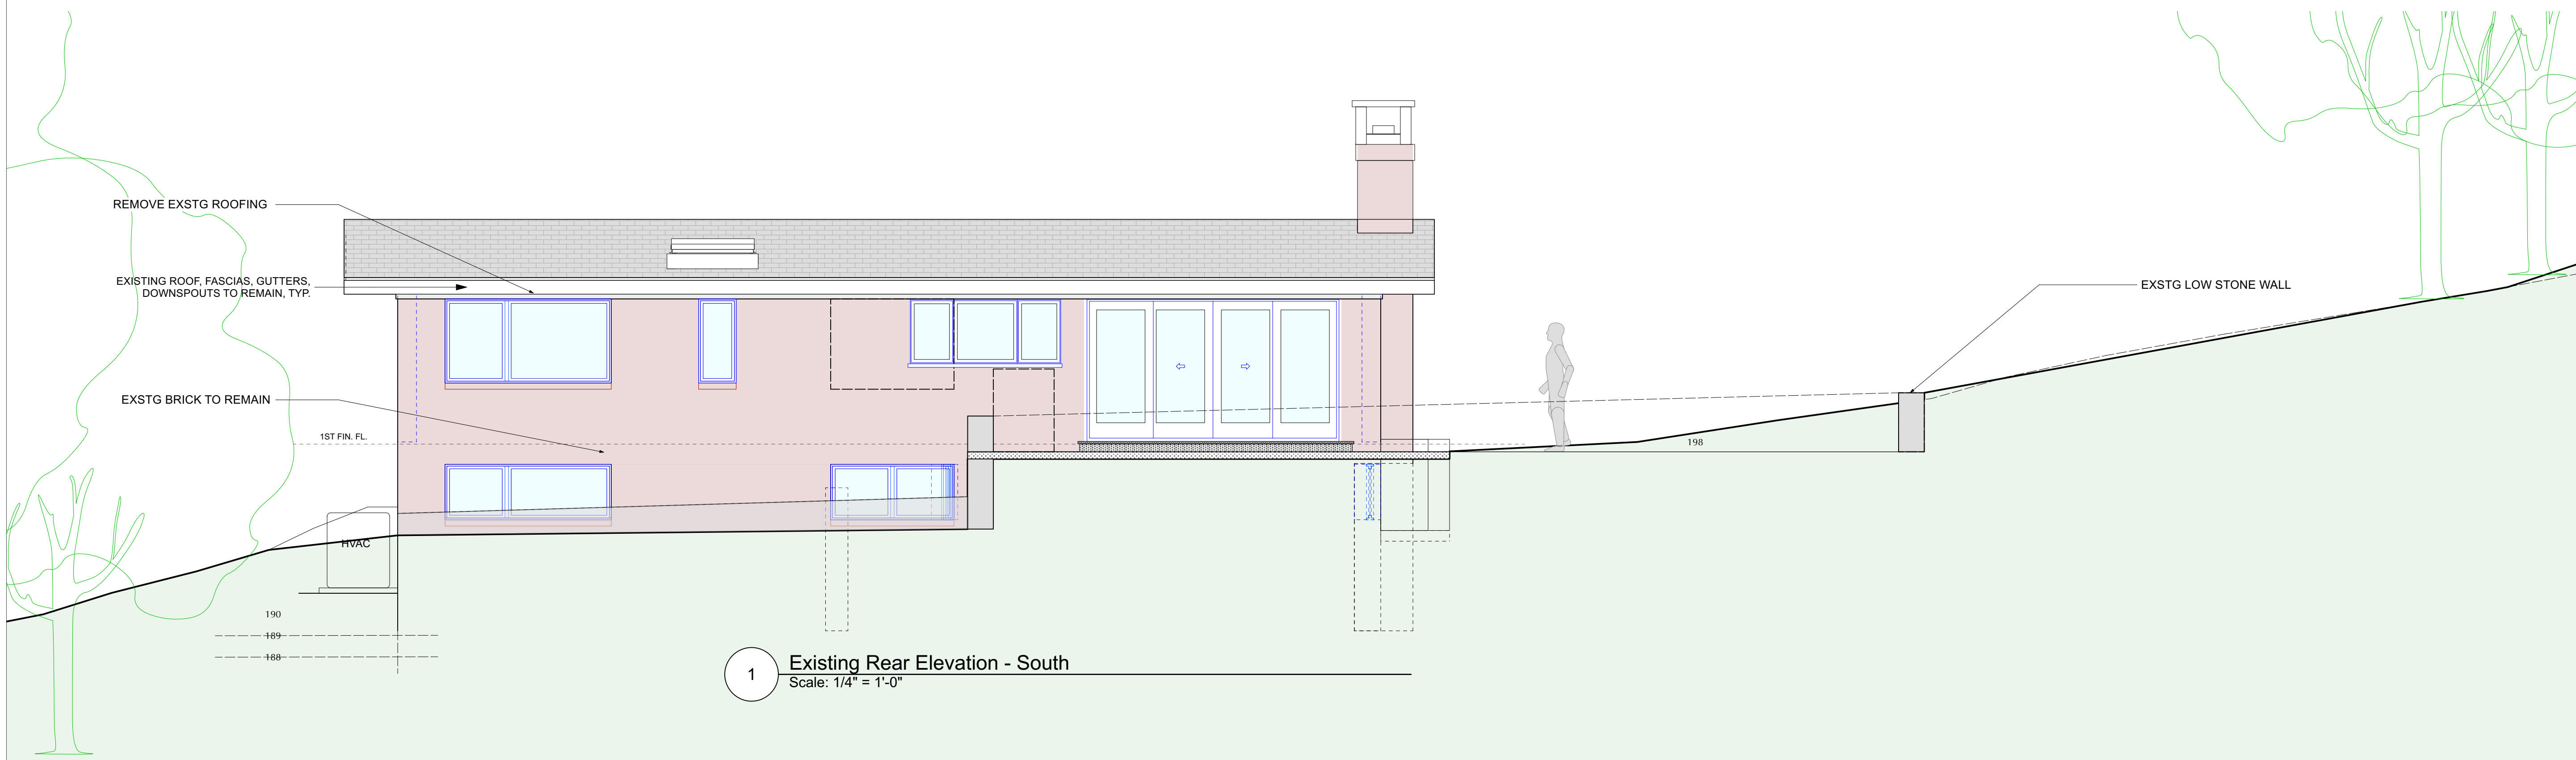 REMOVE EXSTG ROOFING
EXISTING ROOF, FASCIAS, GUTTERS,
DOWNSPOUTS TO REMAIN, TYP.
EXSTG LOW STONE WALL
EXSTG BRICK TO REMAIN
1ST FIN. FL.
198
HVAC
190
189
188
1
Existing Rear Elevation - South
Scale: 1/4" = 1'-0"